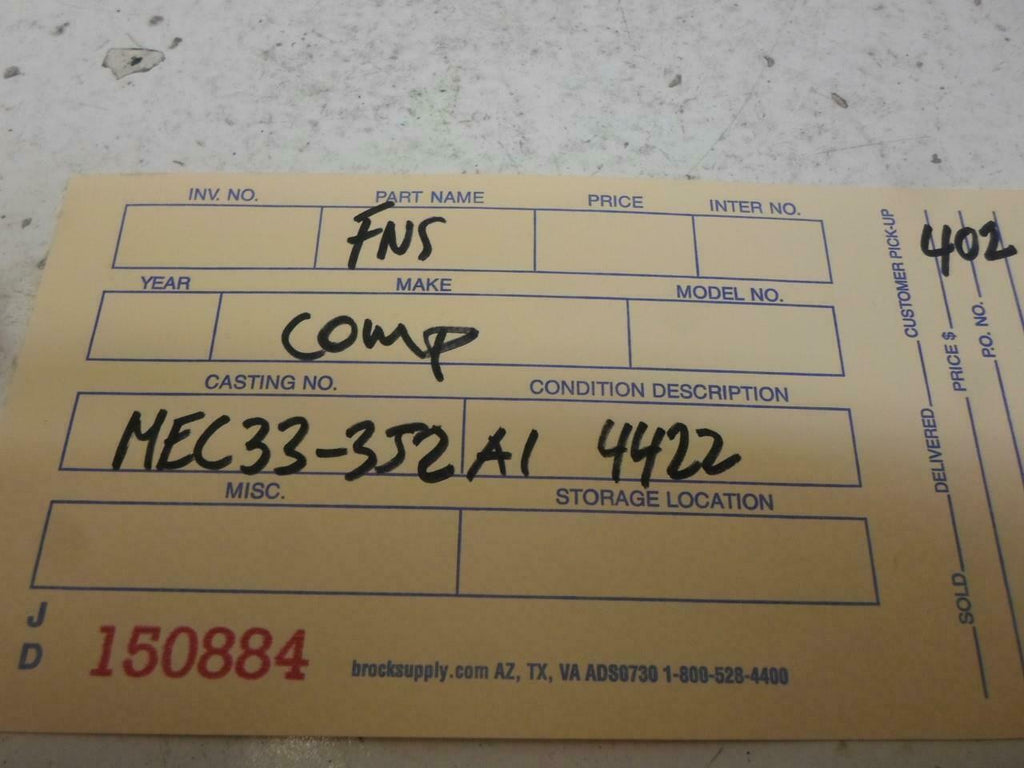 INV. NO. PART NAME PRICE INTER NO.
FNS
YEAR MAKE MODEL NO.
comp
CASTING NO. CONDITION DESCRIPTION
MEC33-352 A1 4422
MISC. STORAGE LOCATION
J
D
150884
brocksupply.com AZ, TX, VA ADS0730 1-800-528-4400
SOLD DELIVERED CUSTOMER PICK-UP
PRICE $
P.O. NO.
402